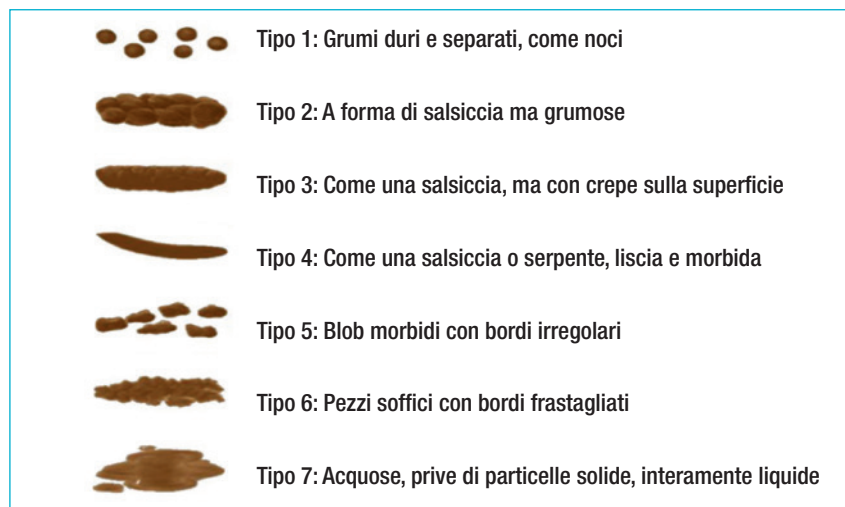 Tipo 1: Grumi duri e separati, come noci
Tipo 2: A forma di salsiccia ma grumose
Tipo 3: Come una salsiccia, ma con crepe sulla superficie
Tipo 4: Come una salsiccia o serpente, liscia e morbida
Tipo 5: Blob morbidi con bordi irregolari
Tipo 6: Pezzi soffici con bordi frastagliati
Tipo 7: Acquose, prive di particelle solide, interamente liquide